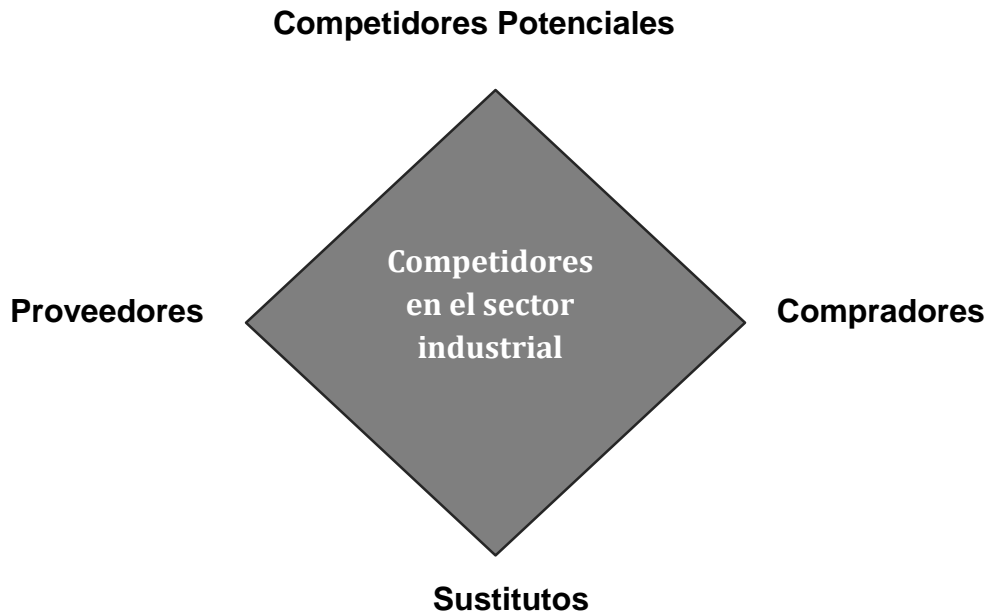 Competidores Potenciales
Competidores
en el sector
industrial
Proveedores
Compradores
Sustitutos